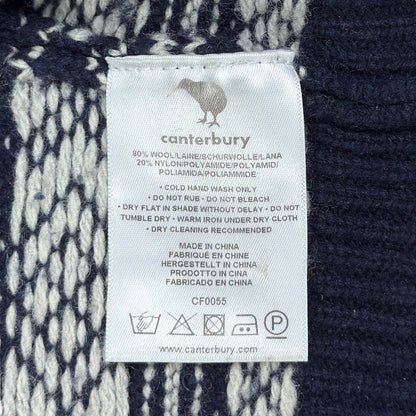 canterbury
80% WOOL/LAINE/SCHURWOLLE/LANA
20% NYLON/POLYAMIDE/POLYAMID/
POLIAMIDA/POLIAMMIDE
• COLD HAND WASH ONLY
• DO NOT RUB • DO NOT BLEACH
• DRY FLAT IN SHADE WITHOUT DELAY • DO NOT
TUMBLE DRY • WARM IRON UNDER DRY CLOTH
• DRY CLEANING RECOMMENDED
MADE IN CHINA
FABRIQUÉ EN CHINE
HERGESTELLT IN CHINA
PRODOTTO IN CINA
FABRICADO EN CHINA
CF0055
P
www.canterbury.com